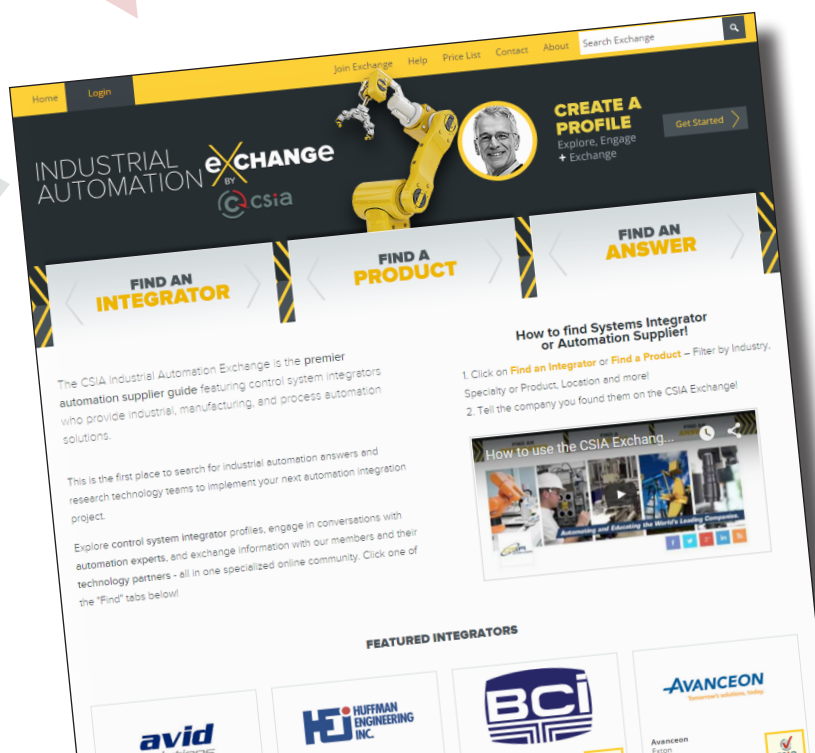 Home Login Join Exchange Help Price List Contact About Search Exchange
INDUSTRIAL
AUTOMATION
eXCHANGe
BY
csia
CREATE A
PROFILE
Explore, Engage
+ Exchange
Get Started
FIND AN
INTEGRATOR
FIND A
PRODUCT
FIND AN
ANSWER
The CSIA Industrial Automation Exchange is the premier
automation supplier guide featuring control system integrators
who provide industrial, manufacturing, and process automation
solutions.
This is the first place to search for industrial automation answers and
research technology teams to implement your next automation integration
project.
Explore control system integrator profiles, engage in conversations with
automation experts, and exchange information with our members and their
technology partners - all in one specialized online community. Click one of
the "Find" tabs below!
How to find Systems Integrator
or Automation Supplier!
1. Click on Find an Integrator or Find a Product – Filter by Industry,
Specialty or Product, Location and more!
2. Tell the company you found them on the CSIA Exchange!
How to use the CSIA Exchang...
Automating and Educating the World's Leading Companies.
FEATURED INTEGRATORS
avid
HEI HUFFMAN
ENGINEERING
INC.
BCI
AVANCEON
Tomorrow's solutions, today.
Avanceon
Exton